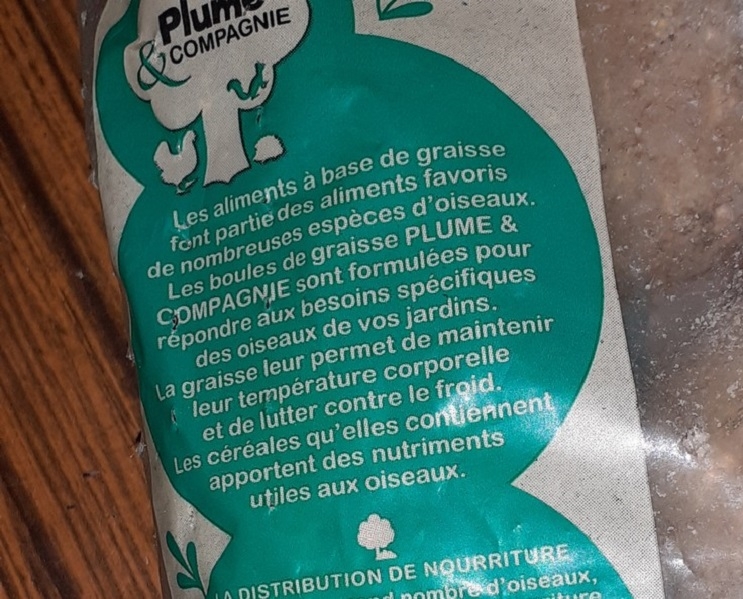 Plume
& COMPAGNIE
Les aliments à base de graisse
font partie des aliments favoris
de nombreuses espèces d'oiseaux.
Les boules de graisse PLUME &
COMPAGNIE sont formulées pour
répondre aux besoins spécifiques
des oiseaux de vos jardins.
La graisse leur permet de maintenir
leur température corporelle
et de lutter contre le froid.
Les céréales qu'elles contiennent
apportent des nutriments
utiles aux oiseaux.
LA DISTRIBUTION DE NOURRITURE
nombre d'oiseaux,